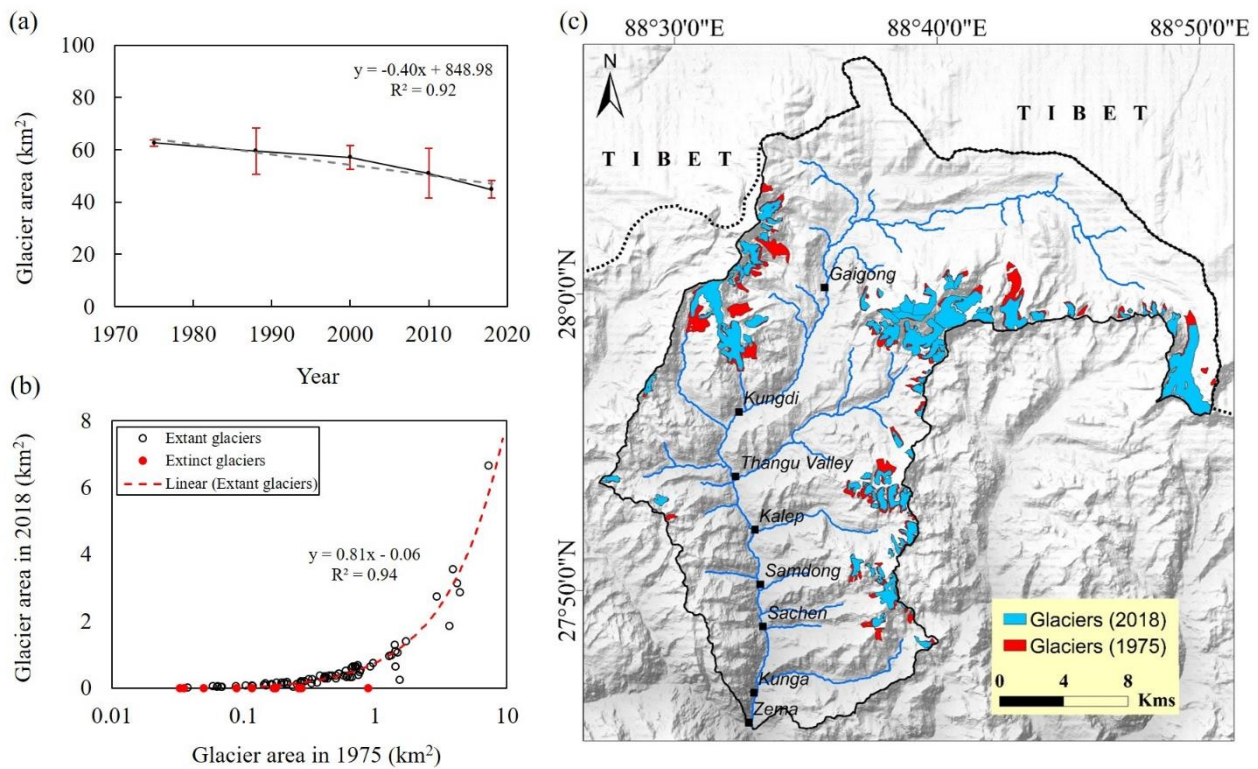 (a)
100
80
60
40
20
0
Glacier area (km²)
y = -0.40x + 848.98
R² = 0.92
1970 1980 1990 2000 2010 2020
Year
(b)
8
6
4
2
0
Glacier area in 2018 (km²)
Extant glaciers
Extinct glaciers
Linear (Extant glaciers)
y = 0.81x - 0.06
R² = 0.94
0.01 0.1 1 10
Glacier area in 1975 (km²)
(c)
88°30'0"E 88°40'0"E 88°50'0"E
N
TIBET
TIBET
28°0'0"N
27°50'0"N
Gaigong
Kungdi
Thangu Valley
Kalep
Samdong
Sachen
Kunga
Zema
Glaciers (2018)
Glaciers (1975)
0 4 8
Kms